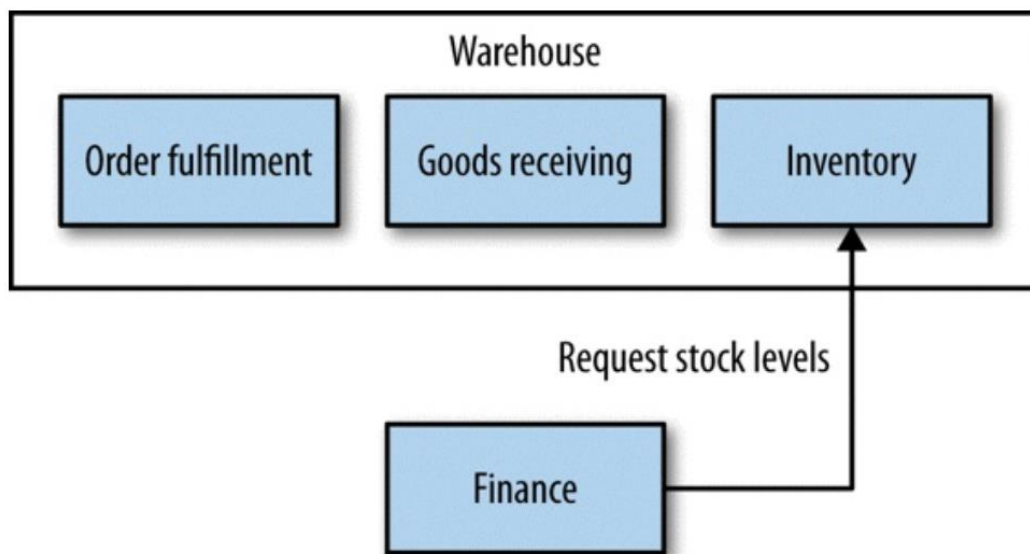 Warehouse
Order fulfillment
Goods receiving
Inventory
Request stock levels
Finance